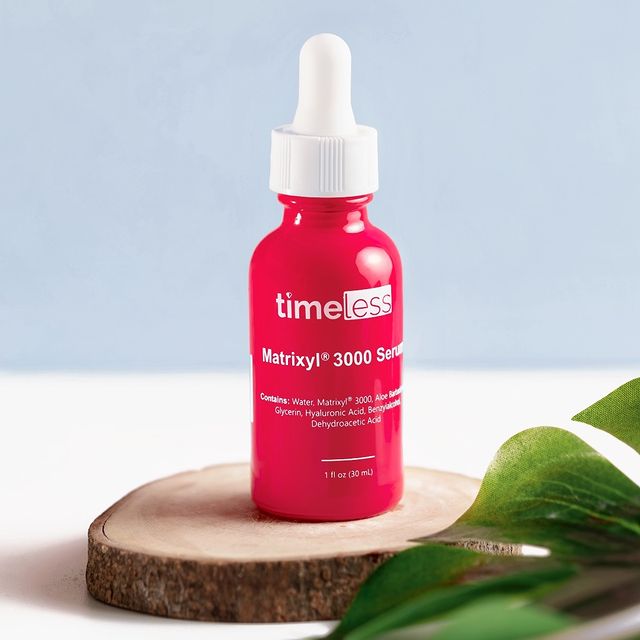 timeless
Matrixyl® 3000 Serum
Contains: Water, Matrixyl® 3000, Aloe
Glycerin, Hyaluronic Acid,
Dehydroacetic Acid
1 fl oz (30 mL)